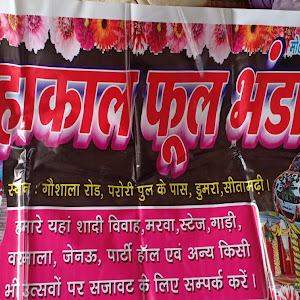 मो
हाकाल फूल भंडा
स्थान : गौशाला रोड, परोरी पुल के पास, डुमरा,सीतामढ़ी।
हमारे यहां शादी विवाह,मरवा,स्टेज,गाड़ी,
वरमाला, जेनऊ, पार्टी हॉल एवं अन्य किसी
भी उत्सवों पर सजावट के लिए सम्पर्क करें।